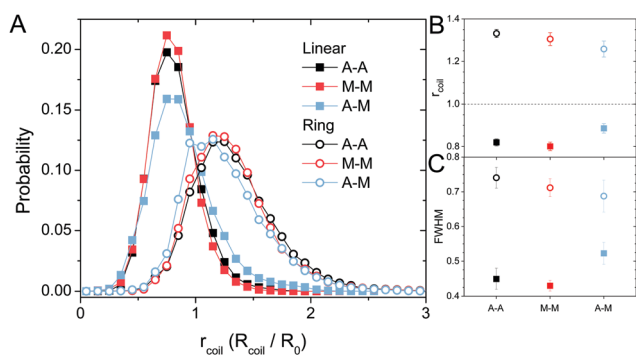 A
Probability
0.20
0.15
0.10
0.05
0.00
0
1
2
3
r_coil (R_coil / R_0)
Linear
A-A
M-M
A-M
Ring
A-A
M-M
A-M
B
r_coil
1.4
1.2
1.0
0.8
C
FWHM
0.8
0.7
0.6
0.5
0.4
A-A
M-M
A-M